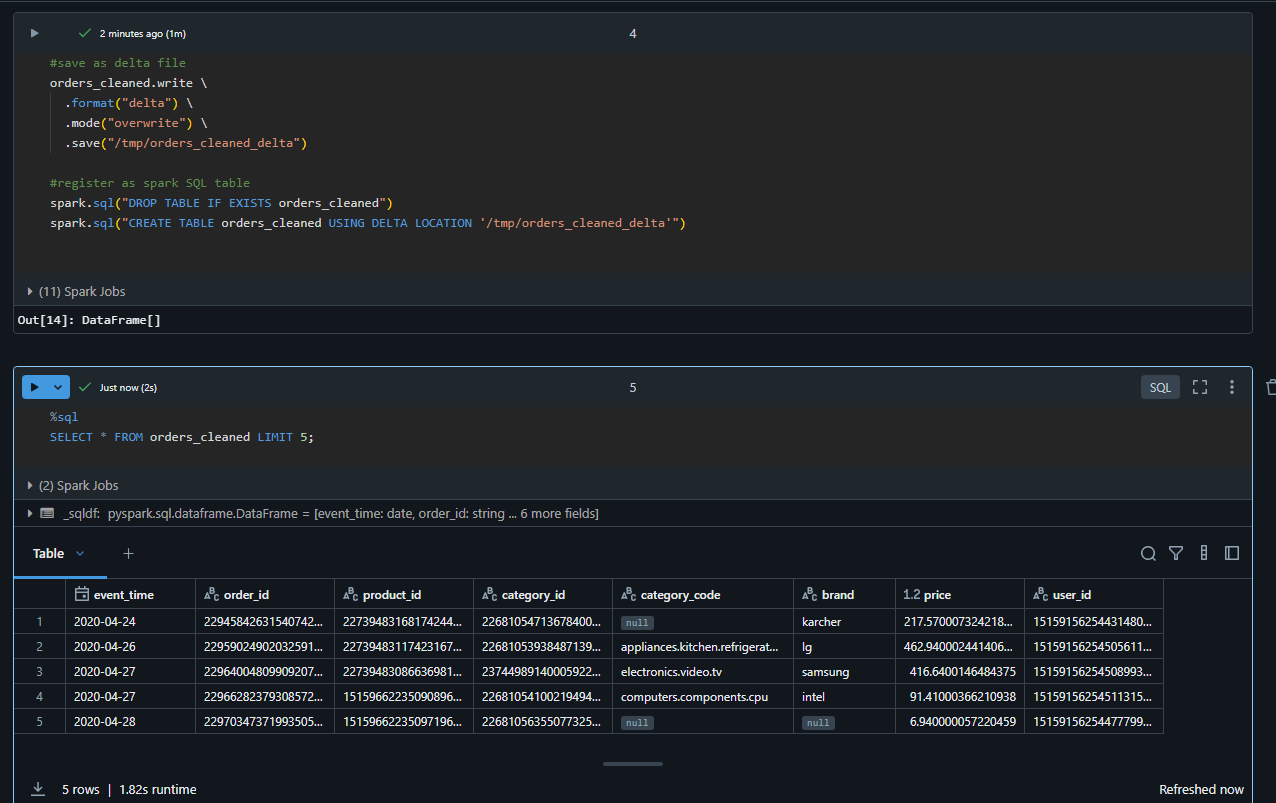 2 minutes ago (1m)
4
#save as delta file
orders_cleaned.write \
.format("delta") \
.mode("overwrite") \
.save("/tmp/orders_cleaned_delta")
#register as spark SQL table
spark.sql("DROP TABLE IF EXISTS orders_cleaned")
spark.sql("CREATE TABLE orders_cleaned USING DELTA LOCATION '/tmp/orders_cleaned_delta'")
(11) Spark Jobs
Out[14]: DataFrame[]
Just now (2s)
5
SQL
%sql
SELECT * FROM orders_cleaned LIMIT 5;
(2) Spark Jobs
_sqldf: pyspark.sql.dataframe.DataFrame = [event_time: date, order_id: string ... 6 more fields]
Table +
event_time ABC order_id ABC product_id ABC category_id ABC category_code ABC brand 1.2 price ABC user_id
1 2020-04-24 22945842631540742... 22739483168174244... 22681054713678400... null karcher 217.570007324218... 15159156254431480...
2 2020-04-26 22959024902032591... 22739483117423167... 22681053938487139... appliances.kitchen.refrigerat... lg 462.940002441406... 15159156254505611...
3 2020-04-27 22964004809909207... 22739483086636981... 23744989140005922... electronics.video.tv samsung 416.6400146484375 15159156254508993...
4 2020-04-27 22966282379308572... 15159662235090896... 22681054100219494... computers.components.cpu intel 91.41000366210938 15159156254511315...
5 2020-04-28 22970347371993505... 15159662235097196... 22681056355077325... null null 6.940000057220459 15159156254477799...
5 rows | 1.82s runtime
Refreshed now